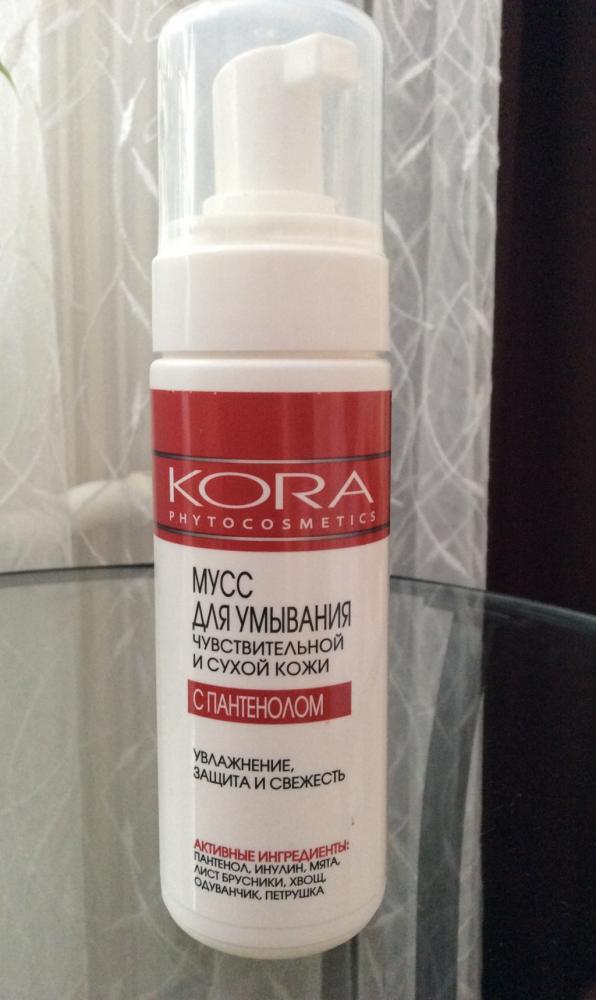 KORA
PHYTOCOSMETICS
МУСС
ДЛЯ УМЫВАНИЯ
ЧУВСТВИТЕЛЬНОЙ
И СУХОЙ КОЖИ
С ПАНТЕНОЛОМ
УВЛАЖНЕНИЕ,
ЗАЩИТА И СВЕЖЕСТЬ
АКТИВНЫЕ ИНГРЕДИЕНТЫ:
ПАНТЕНОЛ, ИНУЛИН, МЯТА,
ЛИСТ БРУСНИКИ, ХВОЩ,
ОДУВАНЧИК, ПЕТРУШКА